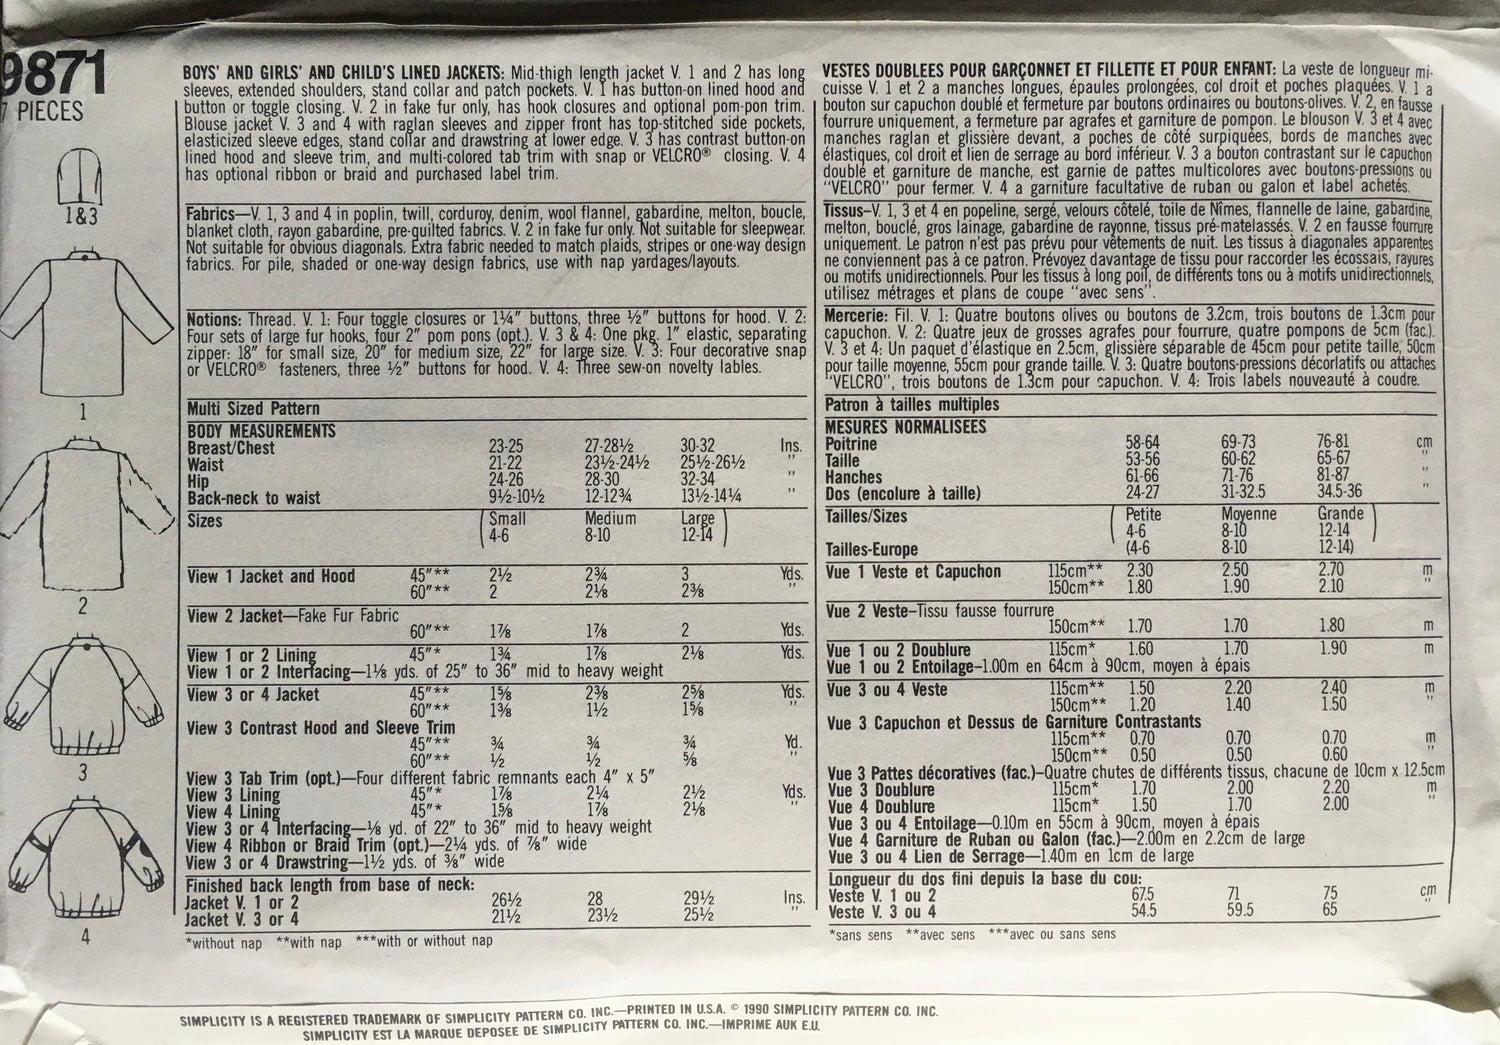 9871
7 PIECES
1&3
1
2
3
4
BOYS' AND GIRLS' AND CHILD'S LINED JACKETS: Mid-thigh length jacket V. 1 and 2 has long
sleeves, extended shoulders, stand collar and patch pockets. V. 1 has button-on lined hood and
button or toggle closing. V. 2 in fake fur only, has hook closures and optional pom-pon trim.
Blouse jacket V. 3 and 4 with raglan sleeves and zipper front has top-stitched side pockets,
elasticized sleeve edges, stand collar and drawstring at lower edge. V. 3 has contrast button-on
lined hood and sleeve trim, and multi-colored tab trim with snap or VELCRO® closing. V. 4
has optional ribbon or braid and purchased label trim.
Fabrics—V. 1, 3 and 4 in poplin, twill, corduroy, denim, wool flannel, gabardine, melton, boucle,
blanket cloth, rayon gabardine, pre-quilted fabrics. V. 2 in fake fur only. Not suitable for sleepwear.
Not suitable for obvious diagonals. Extra fabric needed to match plaids, stripes or one-way design
fabrics. For pile, shaded or one-way design fabrics, use with nap yardages/layouts.
Notions: Thread. V. 1: Four toggle closures or 1¼" buttons, three ½" buttons for hood. V. 2:
Four sets of large fur hooks, four 2" pom pons (opt.). V. 3 & 4: One pkg. 1" elastic, separating
zipper: 18" for small size, 20" for medium size, 22" for large size. V. 3: Four decorative snap
or VELCRO® fasteners, three ½" buttons for hood. V. 4: Three sew-on novelty lables.
Multi Sized Pattern
BODY MEASUREMENTS
Breast/Chest 23-25 27-28½ 30-32 Ins.
Waist 21-22 23½-24½ 25½-26½ "
Hip 24-26 28-30 32-34 "
Back-neck to waist 9½-10½ 12-12¾ 13½-14¼ "
Sizes (Small Medium Large)
4-6 8-10 12-14
View 1 Jacket and Hood 45"** 2½ 2¾ 3 Yds.
60"** 2 2⅛ 2⅜ "
View 2 Jacket—Fake Fur Fabric
60"** 1⅞ 1⅞ 2 Yds.
View 1 or 2 Lining 45"* 1¾ 1⅞ 2⅛ Yds.
View 1 or 2 Interfacing—1⅛ yds. of 25" to 36" mid to heavy weight
View 3 or 4 Jacket 45"** 1⅝ 2⅜ 2⅝ Yds.
60"** 1⅜ 1½ 1⅝ "
View 3 Contrast Hood and Sleeve Trim
45"** ¾ ¾ ¾ Yd.
60"** ½ ½ ⅝ "
View 3 Tab Trim (opt.)—Four different fabric remnants each 4" x 5"
View 3 Lining 45"* 1⅞ 2¼ 2½ Yds.
View 4 Lining 45"* 1⅝ 1⅞ 2⅛ "
View 3 or 4 Interfacing—⅛ yd. of 22" to 36" mid to heavy weight
View 4 Ribbon or Braid Trim (opt.)—2¼ yds. of ⅞" wide
View 3 or 4 Drawstring—1½ yds. of ⅜" wide
Finished back length from base of neck:
Jacket V. 1 or 2 26½ 28 29½ Ins.
Jacket V. 3 or 4 21½ 23½ 25½ "
*without nap **with nap ***with or without nap
VESTES DOUBLEES POUR GARÇONNET ET FILLETTE ET POUR ENFANT: La veste de longueur mi-
cuisse V. 1 et 2 a manches longues, épaules prolongées, col droit et poches plaquées. V. 1 a
bouton sur capuchon doublé et fermeture par boutons ordinaires ou boutons-olives. V. 2, en fausse
fourrure uniquement, a fermeture par agrafes et garniture de pompon. Le blouson V. 3 et 4 avec
manches raglan et glissière devant, a poches de côté surpiquées, bords de manches avec
élastiques, col droit et lien de serrage au bord inférieur. V. 3 a bouton contrastant sur le capuchon
doublé et garniture de manche, est garnie de pattes multicolores avec boutons-pressions ou
"VELCRO" pour fermer. V. 4 a garniture facultative de ruban ou galon et label achetés.
Tissus–V. 1, 3 et 4 en popeline, sergé, velours côtelé, toile de Nîmes, flannelle de laine, gabardine,
melton, bouclé, gros lainage, gabardine de rayonne, tissus pré-matelassés. V. 2 en fausse fourrure
uniquement. Le patron n'est pas prévu pour vêtements de nuit. Les tissus à diagonales apparentes
ne conviennent pas à ce patron. Prévoyez davantage de tissu pour raccorder les écossais, rayures
ou motifs unidirectionnels. Pour les tissus à long poil, de différents tons ou à motifs unidirectionnels,
utilisez métrages et plans de coupe "avec sens".
Mercerie: Fil. V. 1: Quatre boutons olives ou boutons de 3.2cm, trois boutons de 1.3cm pour
capuchon. V. 2: Quatre jeux de grosses agrafes pour fourrure, quatre pompons de 5cm (fac.).
V. 3 et 4: Un paquet d'élastique en 2.5cm, glissière séparable de 45cm pour petite taille, 50cm
pour taille moyenne, 55cm pour grande taille. V. 3: Quatre boutons-pressions décorlatifs ou attaches
"VELCRO", trois boutons de 1.3cm pour capuchon. V. 4: Trois labels nouveauté à coudre.
Patron à tailles multiples
MESURES NORMALISEES
Poitrine 58-64 69-73 76-81 cm
Taille 53-56 60-62 65-67 "
Hanches 61-66 71-76 81-87 "
Dos (encolure à taille) 24-27 31-32.5 34.5-36 "
Tailles/Sizes (Petite Moyenne Grande)
4-6 8-10 12-14
Tailles-Europe (4-6 8-10 12-14)
Vue 1 Veste et Capuchon 115cm** 2.30 2.50 2.70 m
150cm** 1.80 1.90 2.10 "
Vue 2 Veste–Tissu fausse fourrure
150cm** 1.70 1.70 1.80 m
Vue 1 ou 2 Doublure 115cm* 1.60 1.70 1.90 m
Vue 1 ou 2 Entoilage–1.00m en 64cm à 90cm, moyen à épais
Vue 3 ou 4 Veste 115cm** 1.50 2.20 2.40 m
150cm** 1.20 1.40 1.50 "
Vue 3 Capuchon et Dessus de Garniture Contrastants
115cm** 0.70 0.70 0.70 m
150cm** 0.50 0.50 0.60 "
Vue 3 Pattes décoratives (fac.)–Quatre chutes de différents tissus, chacune de 10cm x 12.5cm
Vue 3 Doublure 115cm* 1.70 2.00 2.20 m
Vue 4 Doublure 115cm* 1.50 1.70 2.00 "
Vue 3 ou 4 Entoilage–0.10m en 55cm à 90cm, moyen à épais
Vue 4 Garniture de Ruban ou Galon (fac.)—2.00m en 2.2cm de large
Vue 3 ou 4 Lien de Serrage—1.40m en 1cm de large
Longueur du dos fini depuis la base du cou:
Veste V. 1 ou 2 67.5 71 75 cm
Veste V. 3 ou 4 54.5 59.5 65 "
*sans sens **avec sens ***avec ou sans sens
SIMPLICITY IS A REGISTERED TRADEMARK OF SIMPLICITY PATTERN CO. INC.—PRINTED IN U.S.A. © 1990 SIMPLICITY PATTERN CO. INC.
SIMPLICITY EST LA MARQUE DEPOSEE DE SIMPLICITY PATTERN CO. INC.—IMPRIME AUX E.U.